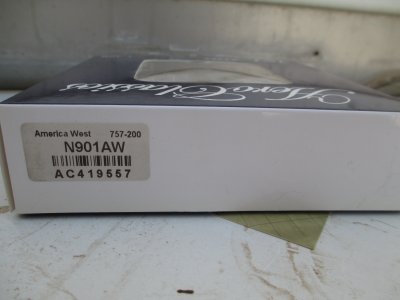 Aero Classics
America West 757-200
N901AW
AC419557